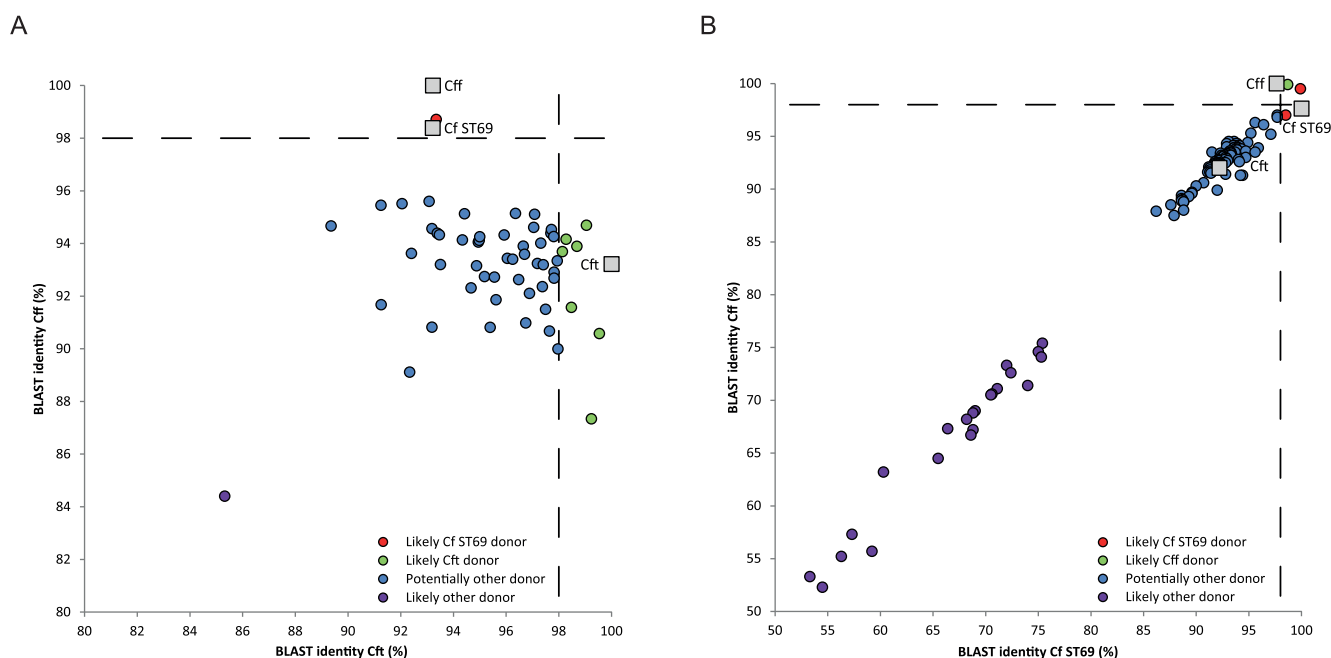 A
B
100
98
96
94
92
90
88
86
84
82
80
80
82
84
86
88
90
92
94
96
98
100
BLAST identity Cff (%)
BLAST identity Cft (%)
Cff
Cf ST69
Cft
Likely Cf ST69 donor
Likely Cft donor
Potentially other donor
Likely other donor
100
95
90
85
80
75
70
65
60
55
50
50
55
60
65
70
75
80
85
90
95
100
BLAST identity Cff (%)
BLAST identity Cf ST69 (%)
Cff
Cf ST69
Cft
Likely Cf ST69 donor
Likely Cff donor
Potentially other donor
Likely other donor